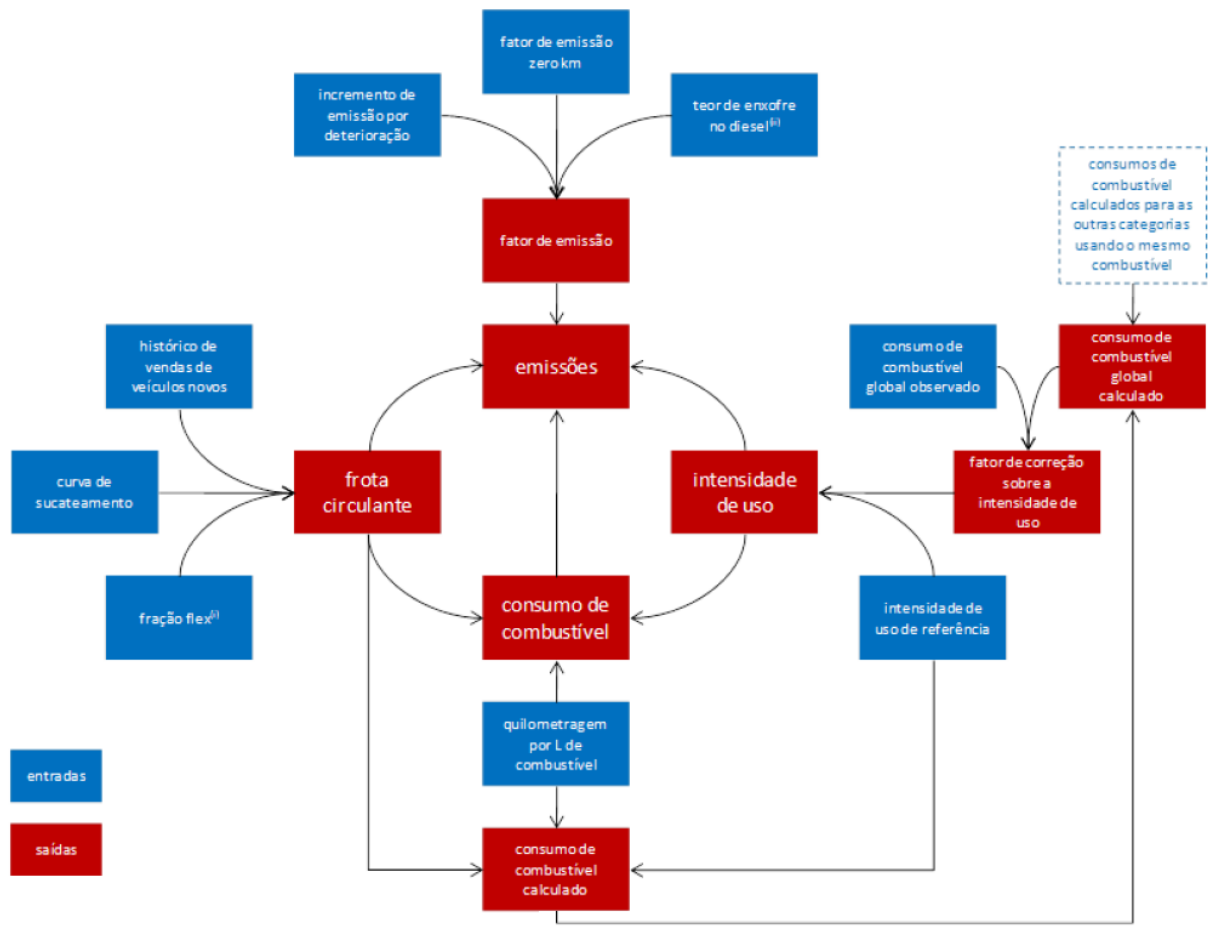 fator de emissão
zero km
incremento de
emissão por
deterioração
teor de enxofre
no diesel(ii)
consumos de
combustível
calculados para as
outras categorias
usando o mesmo
combustível
fator de emissão
histórico de
vendas de
veículos novos
emissões
consumo de
combustível
global observado
consumo de
combustível
global
calculado
curva de
sucateamento
frota
circulante
intensidade
de uso
fator de correção
sobre a
intensidade de
uso
fração flex(i)
consumo de
combustível
intensidade de
uso de referência
quilometragem
por L de
combustível
entradas
saídas
consumo de
combustível
calculado